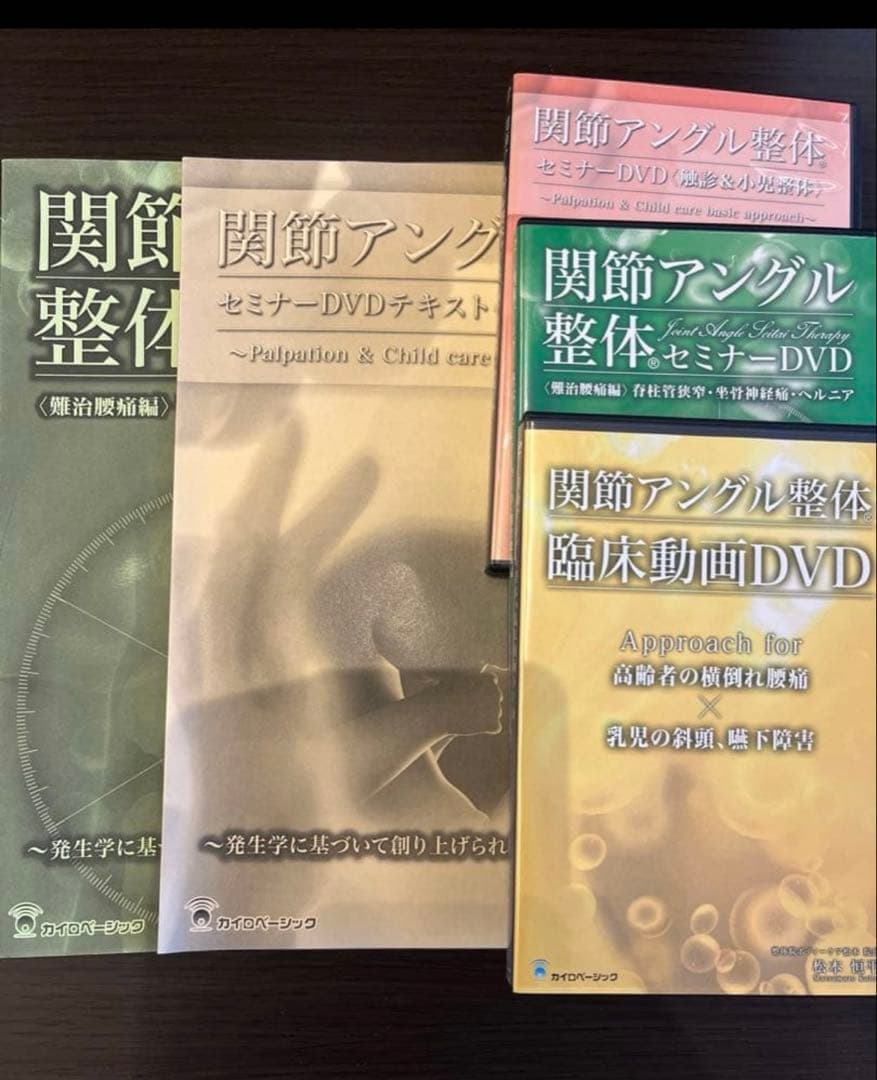 関節
整体
〈難治腰痛編〉
～発生学に基
カイロベーシック
関節アング
セミナーDVDテキスト
～Palpation & Child care
～発生学に基づいて創り上げられ
カイロベーシック
関節アングル整体®
セミナーDVD〈触診&小児整体〉
～Palpation & Child care basic approach～
関節アングル
整体® Joint Angle Seitai Therapy
セミナーDVD
〈難治腰痛編〉脊柱管狭窄・坐骨神経痛・ヘルニア
関節アングル整体®
臨床動画DVD
Approach for
高齢者の横倒れ腰痛
×
乳児の斜頭、嚥下障害
松本 恒平
カイロベーシック